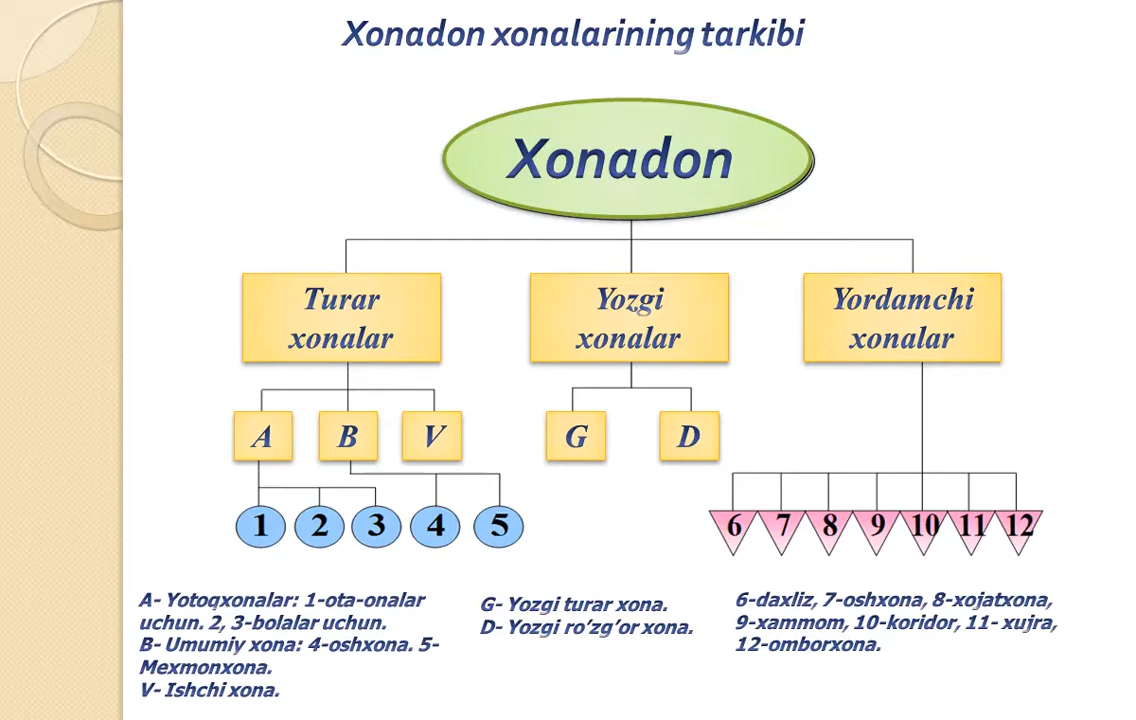 Xonadon xonalarining tarkibi
Xonadon
Turar
xonalar
Yozgi
xonalar
Yordamchi
xonalar
A
B
V
G
D
1
2
3
4
5
6
7
8
9
10
11
12
A- Yotoqxonalar: 1-ota-onalar
uchun. 2, 3-bolalar uchun.
B- Umumiy xona: 4-oshxona. 5-
Mexmonxona.
V- Ishchi xona.
G- Yozgi turar xona.
D- Yozgi ro’zg’or xona.
6-daxliz, 7-oshxona, 8-xojatxona,
9-xammom, 10-koridor, 11- xujra,
12-omborxona.